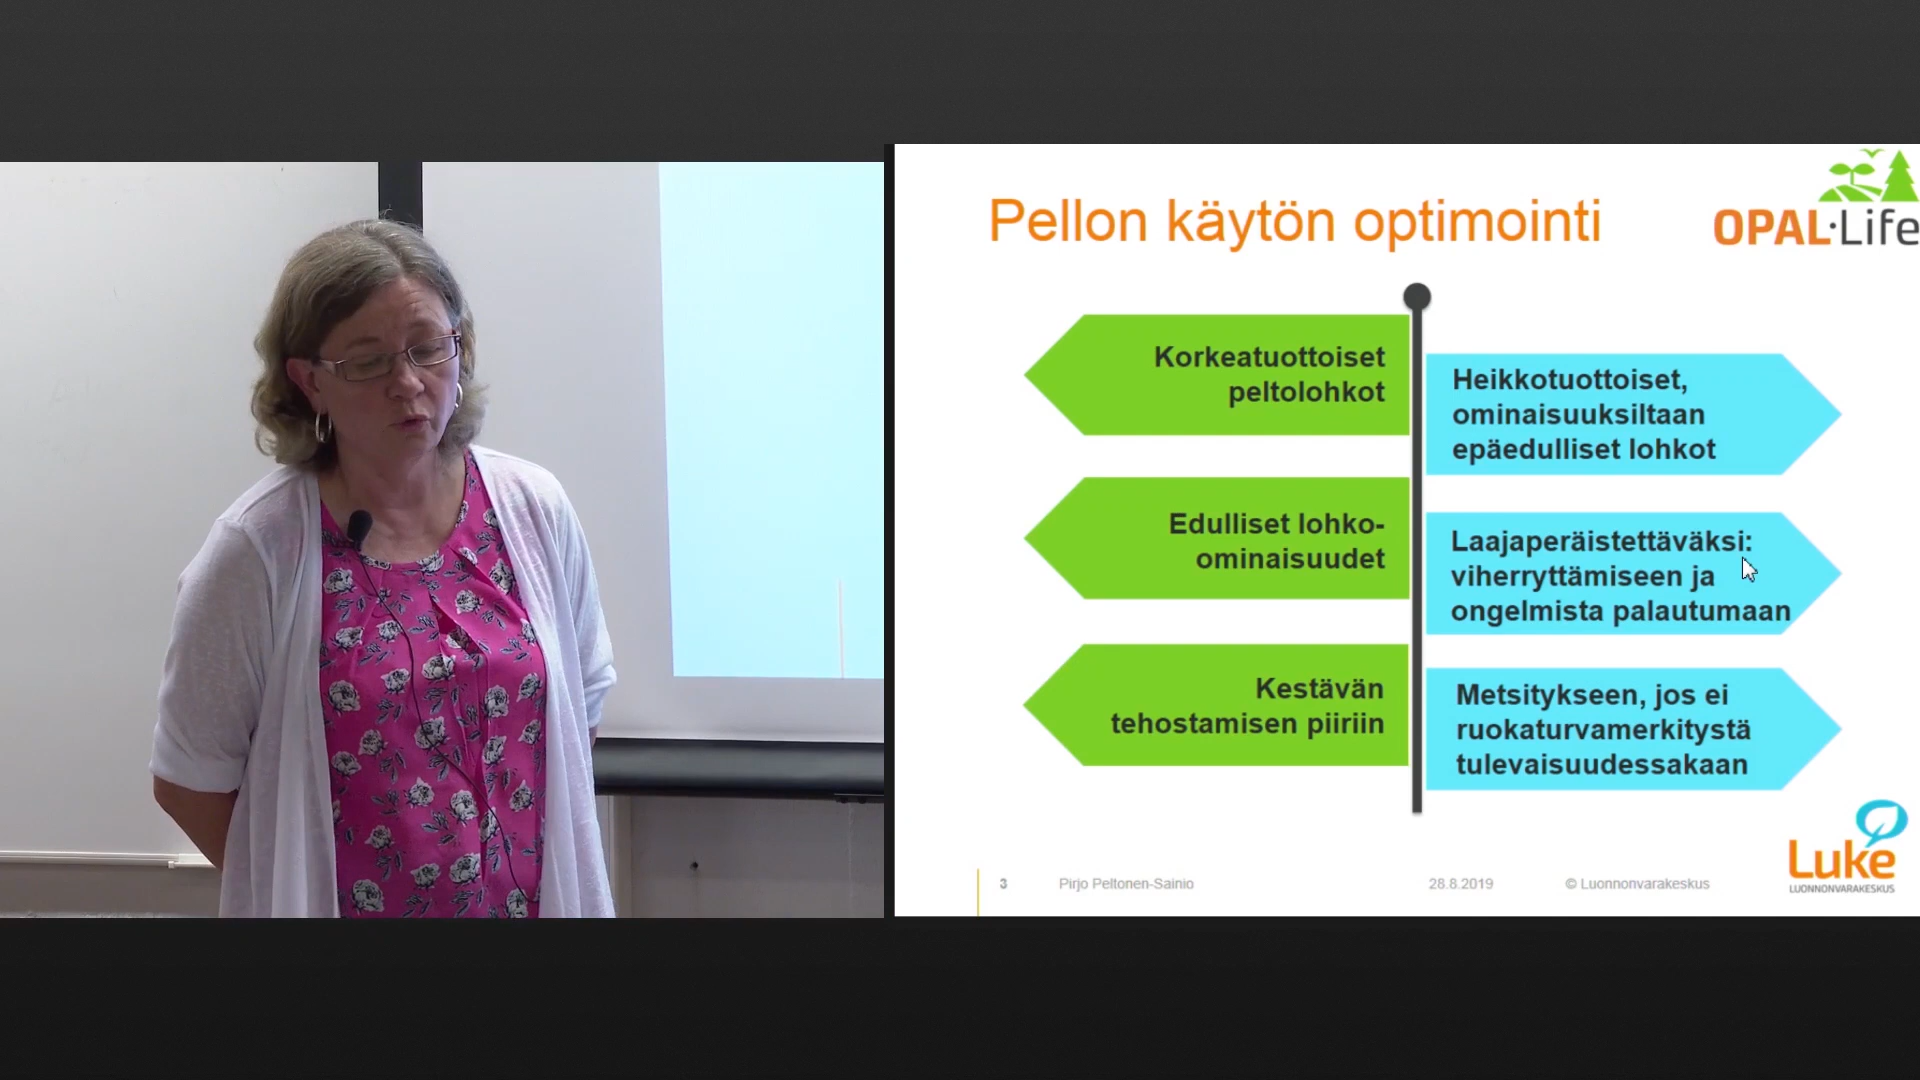 Pellon käytön optimointi
OPAL·Life
Korkeatuottoiset
peltolohkot
Heikkotuottoiset,
ominaisuuksiltaan
epäedulliset lohkot
Edulliset lohko-
ominaisuudet
Laajaperäistettäväksi:
viherryttämiseen ja
ongelmista palautumaan
Kestävän
tehostamisen piiriin
Metsitykseen, jos ei
ruokaturvamerkitystä
tulevaisuudessakaan
3
Pirjo Peltonen-Sainio
28.8.2019
© Luonnonvarakeskus
Luke
LUONNONVARAKESKUS